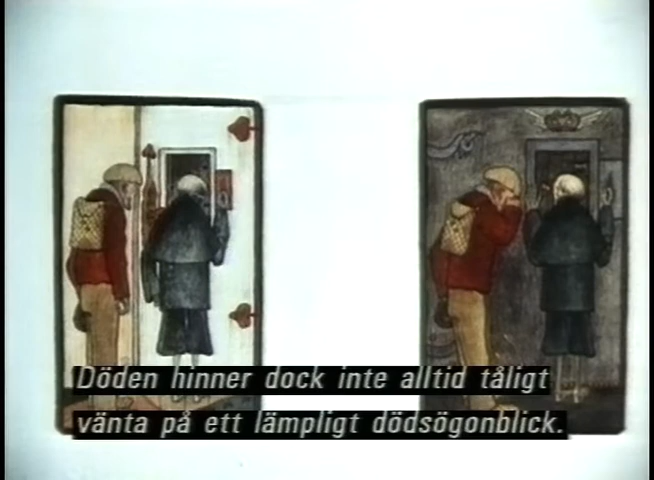 Döden hinner dock inte alltid tåligt
vänta på ett lämpligt dödsögonblick.